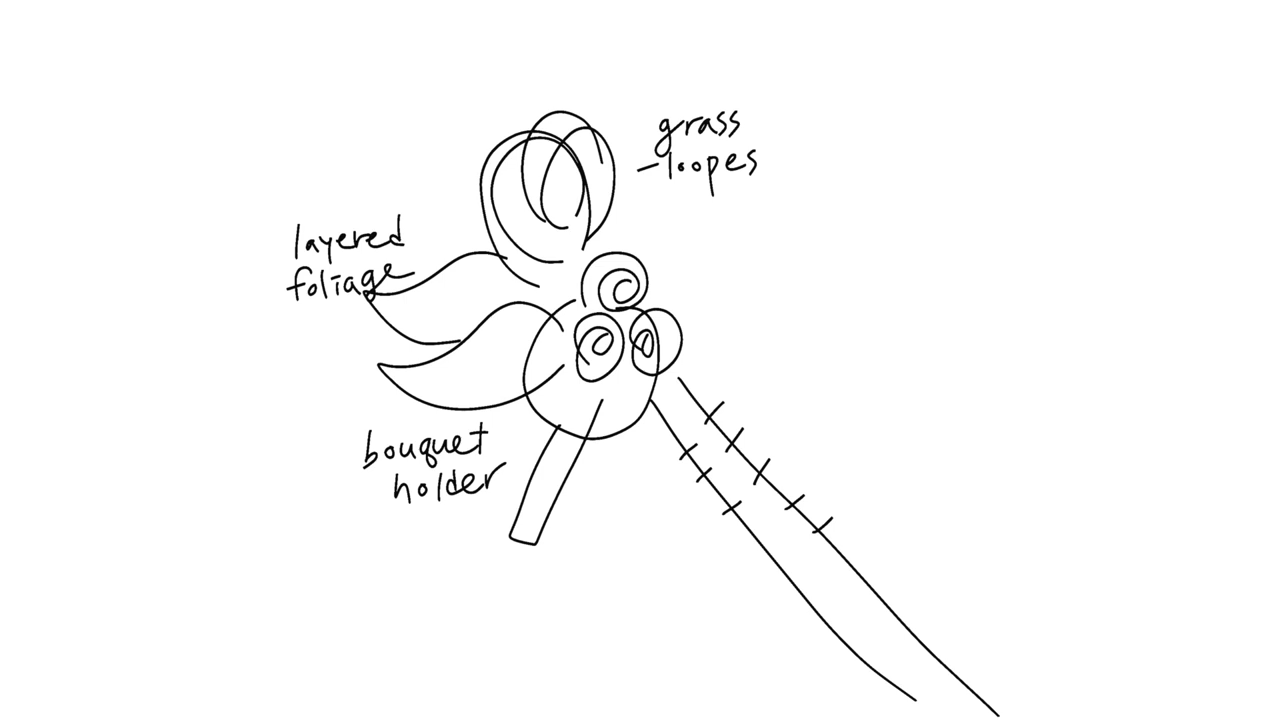 grass
-loopes
layered
foliage
bouquet
holder